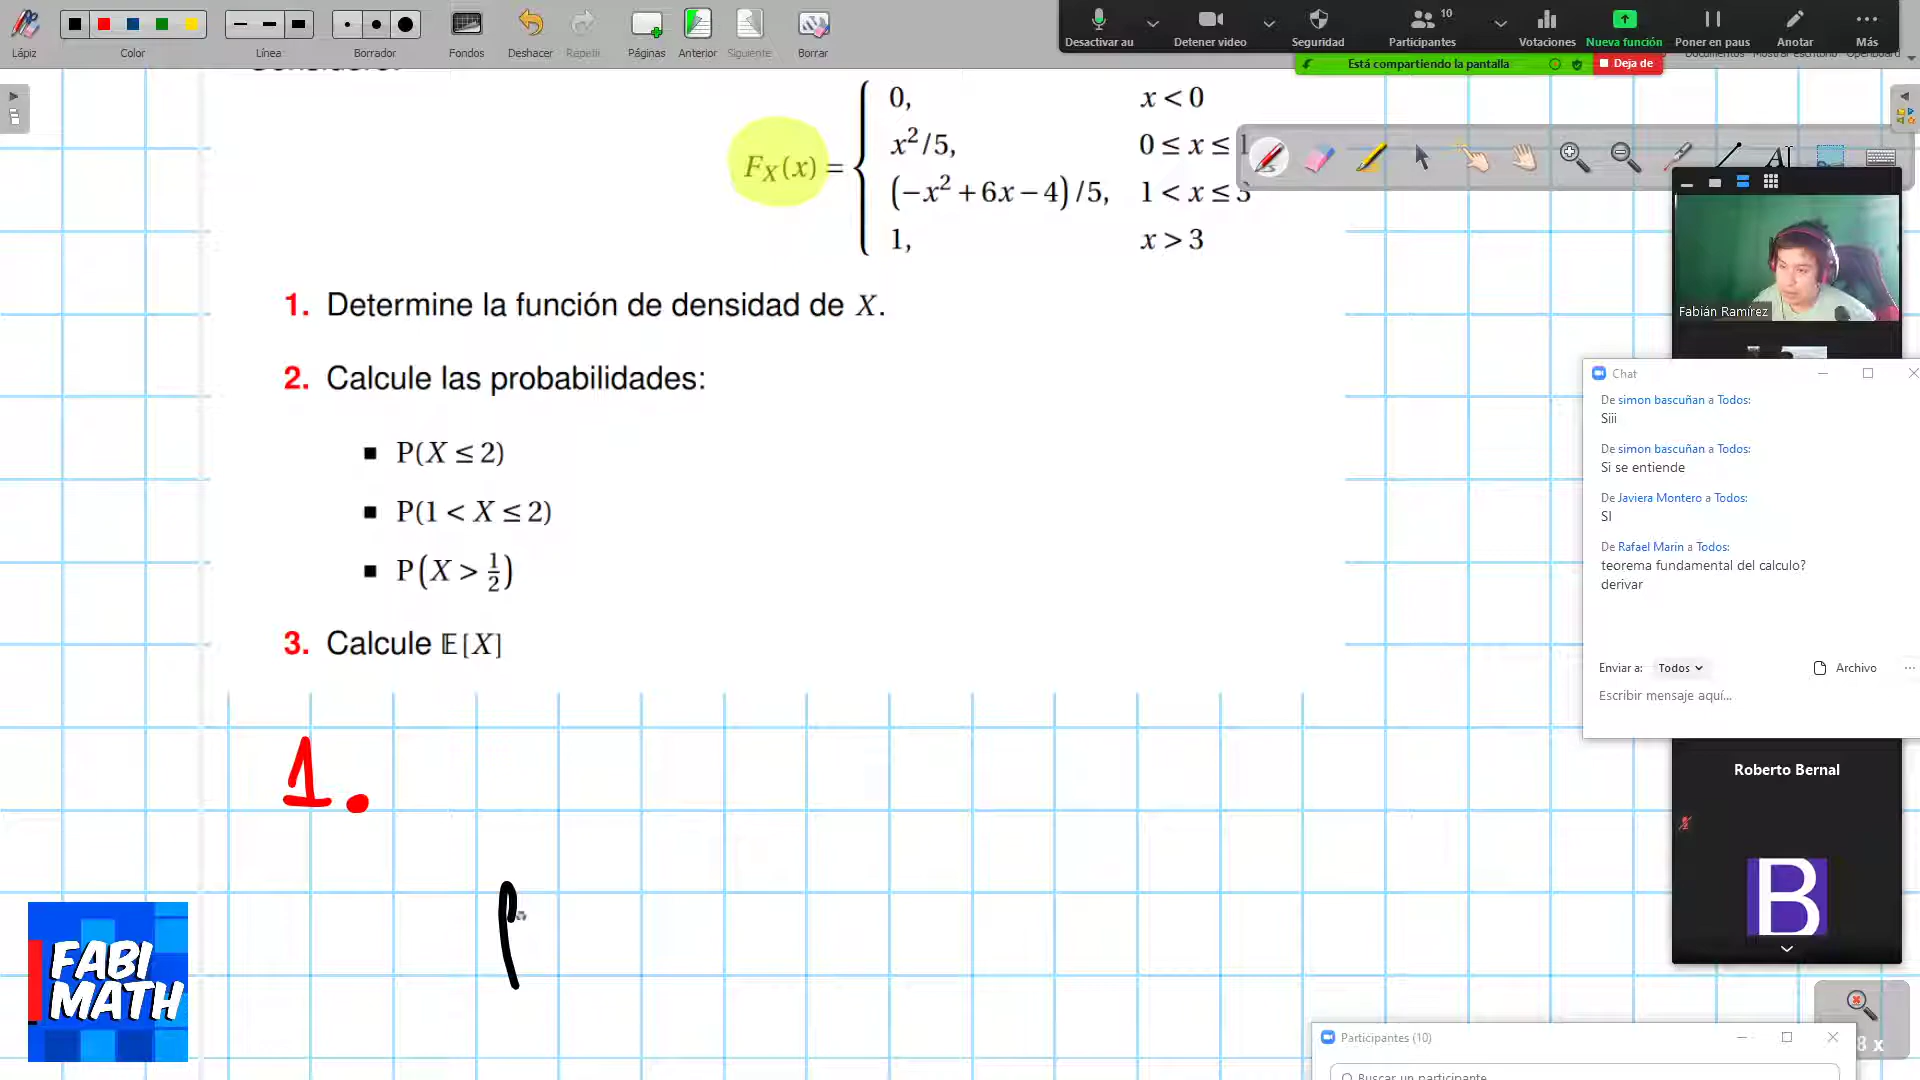 Lápiz
Color
Línea
Borrador
Fondos
Deshacer
Repetir
Páginas
Anterior
Siguiente
Borrar
Desactivar au
Detener video
Seguridad
Participantes
10
Votaciones
Nueva función
Poner en paus
Anotar
Más
Está compartiendo la pantalla
Deja de
F_X(x) = { 0, x < 0
x²/5, 0 ≤ x ≤ 1
(−x² + 6x − 4)/5, 1 < x ≤ 3
1, x > 3
1. Determine la función de densidad de X.
2. Calcule las probabilidades:
■ P(X ≤ 2)
■ P(1 < X ≤ 2)
■ P(X > 1/2)
3. Calcule 𝔼[X]
1.
FABI
MATH
Fabián Ramírez
Chat
De simon bascuñan a Todos:
Siii
De simon bascuñan a Todos:
Si se entiende
De Javiera Montero a Todos:
SI
De Rafael Marin a Todos:
teorema fundamental del calculo?
derivar
Enviar a: Todos
Archivo
Escribir mensaje aquí...
Roberto Bernal
B
Participantes (10)
Buscar un participante
8 x